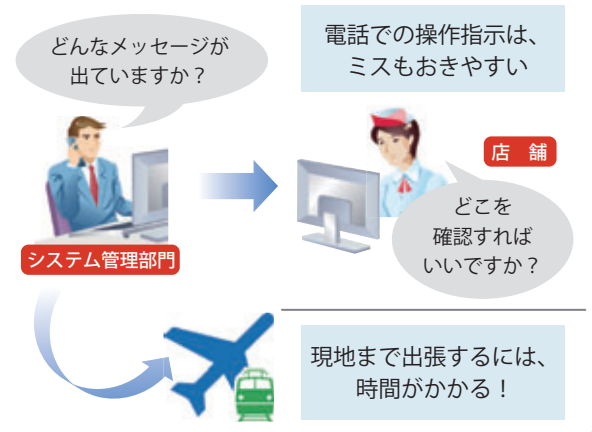 どんなメッセージが
出ていますか？
電話での操作指示は、
ミスもおきやすい
店　舗
どこを
確認すれば
いいですか？
システム管理部門
現地まで出張するには、
時間がかかる！